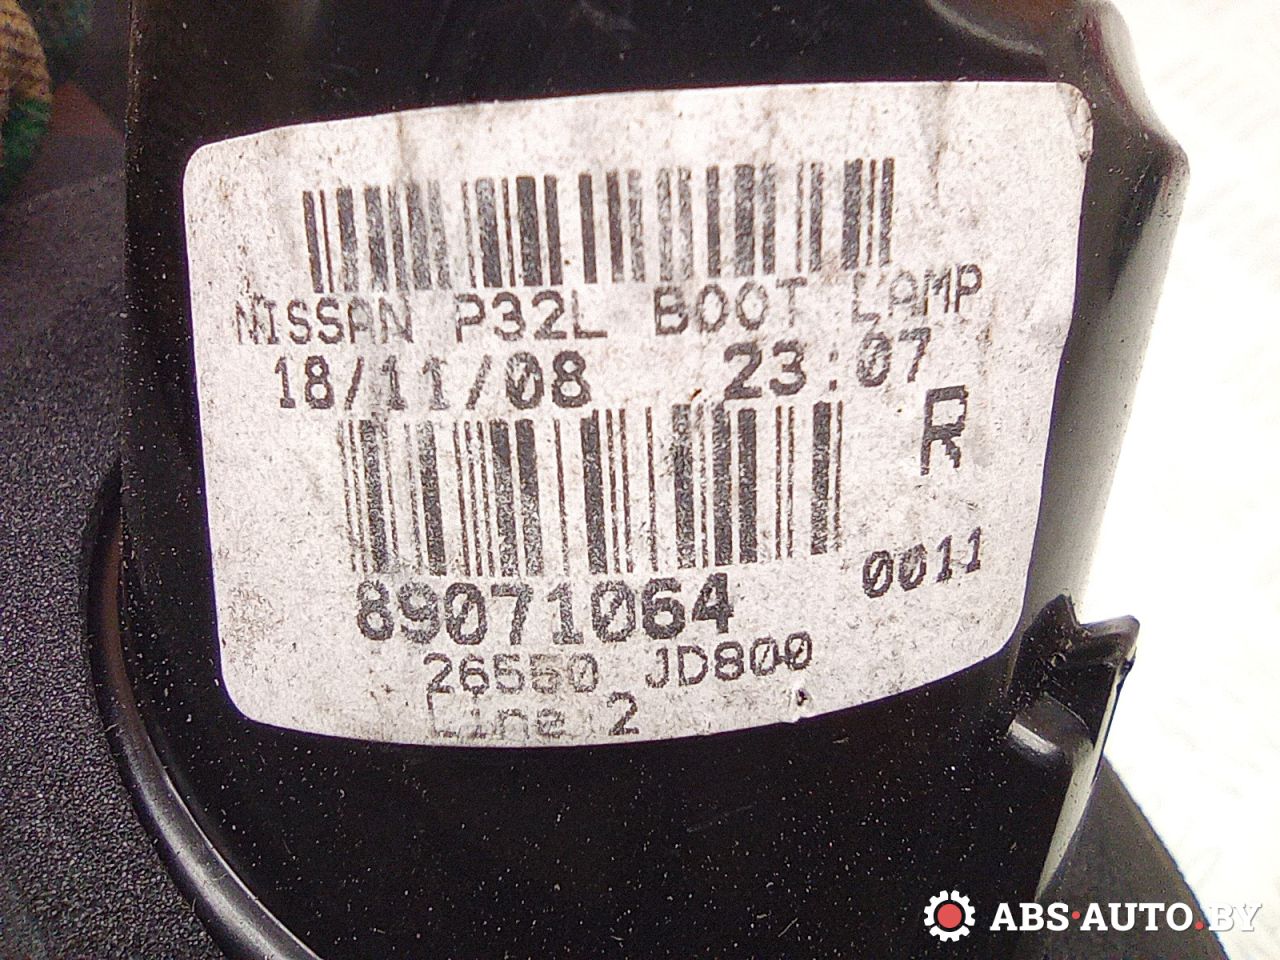 NISSAN P32L BOOT LAMP
18/11/08 23:07
R
0011
89071064
26550 JD800
Line 2
ABS·AUTO.BY